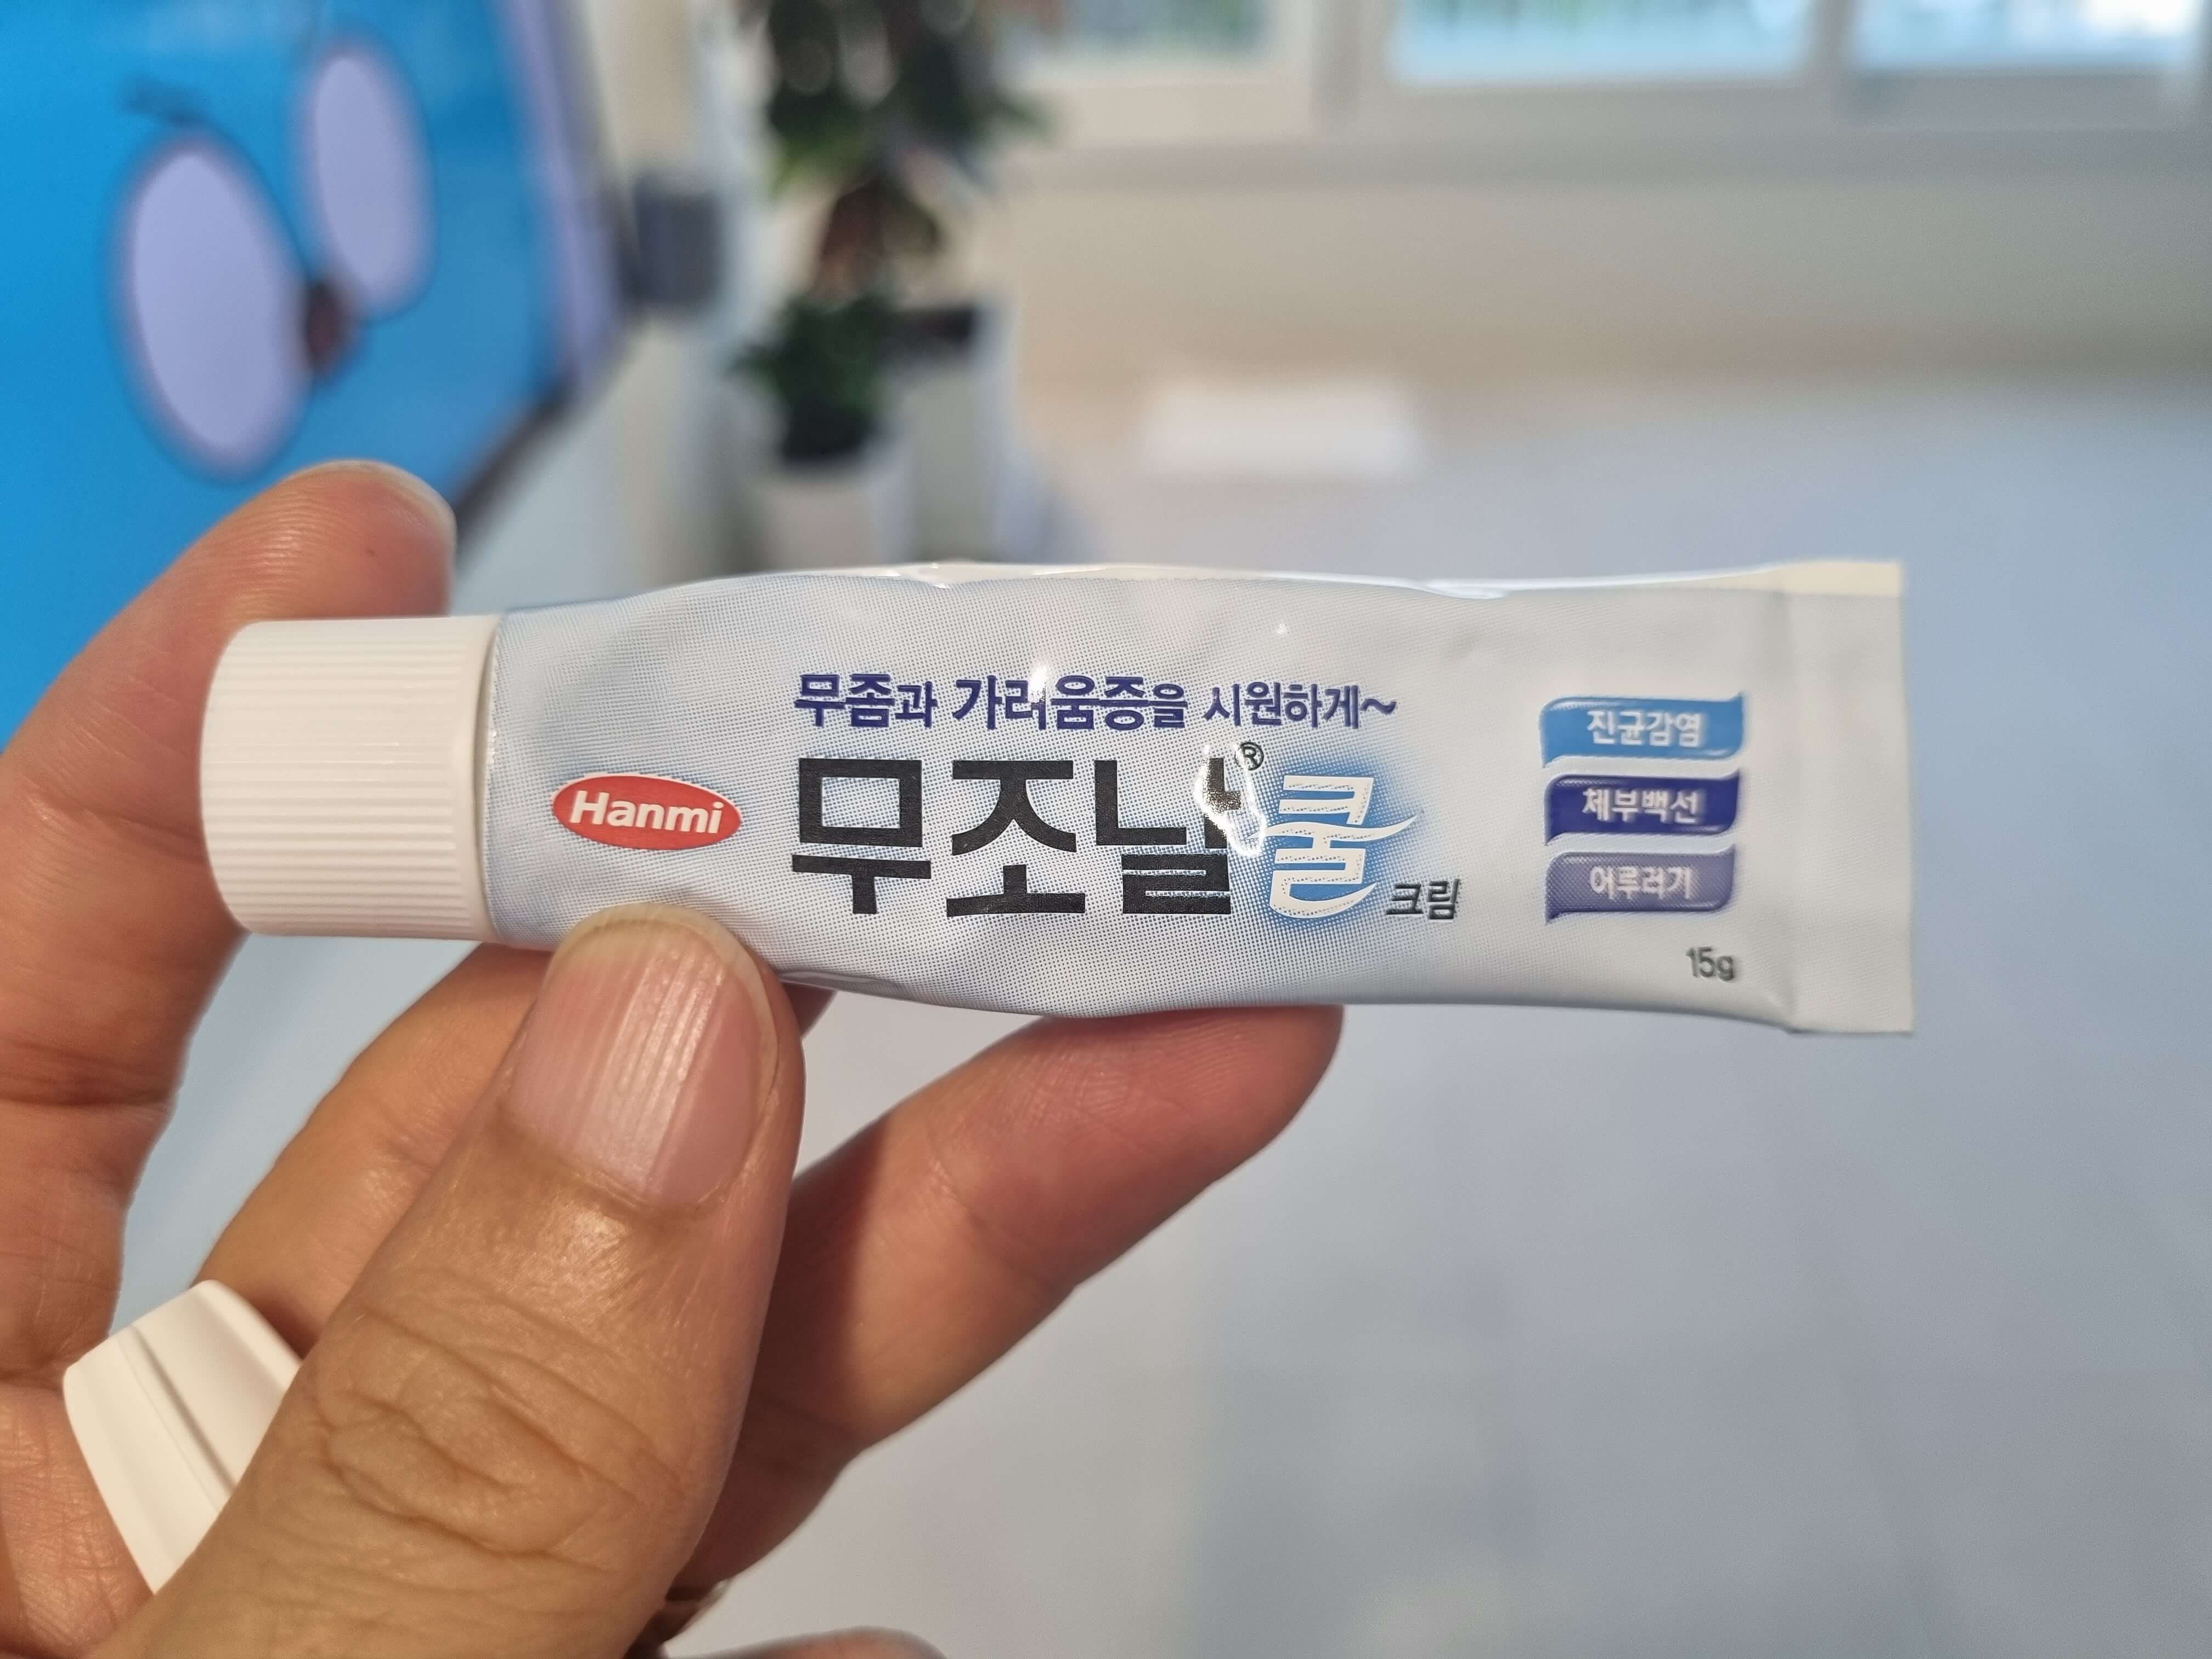 무좀과 가려움증을 시원하게~
Hanmi
무조날® 쿨 크림
진균감염
체부백선
어루러기
15g